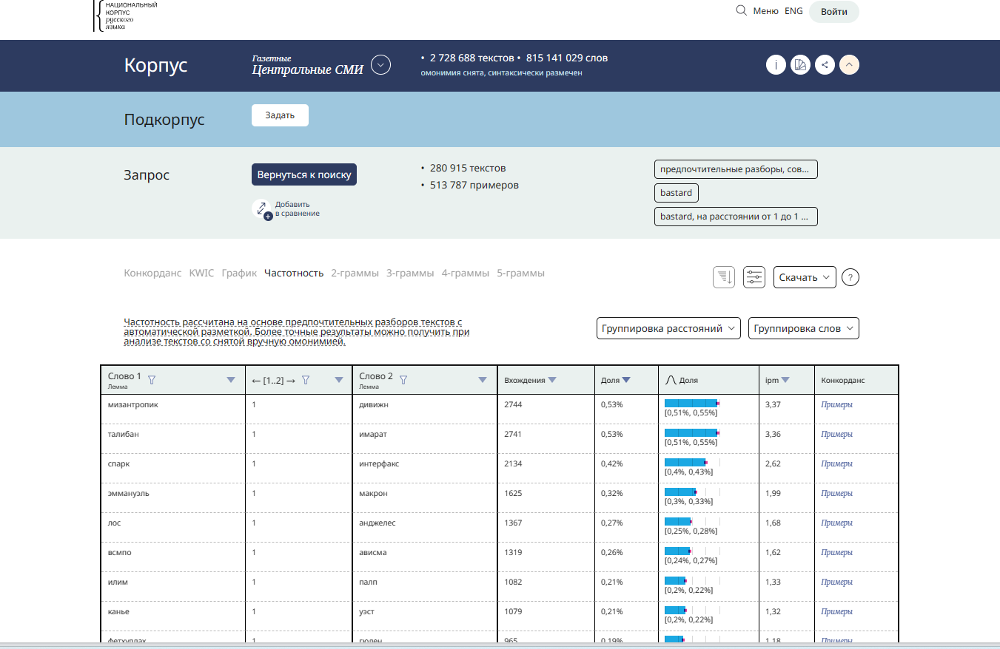 НАЦИОНАЛЬНЫЙ
КОРПУС
русского
языка
Меню ENG Войти
Корпус
Газетные
Центральные СМИ
• 2 728 688 текстов • 815 141 029 слов
омонимия снята, синтаксически размечен
Подкорпус
Задать
Запрос
Вернуться к поиску
Добавить
в сравнение
• 280 915 текстов
• 513 787 примеров
предпочтительные разборы, сов...
bastard
bastard, на расстоянии от 1 до 1 ...
Конкорданс KWIC График Частотность 2-граммы 3-граммы 4-граммы 5-граммы
Скачать ?
Частотность рассчитана на основе предпочтительных разборов текстов с
автоматической разметкой. Более точные результаты можно получить при
анализе текстов со снятой вручную омонимией.
Группировка расстояний Группировка слов
Слово 1 ← [1..2] → Слово 2 Вхождения Доля Доля ipm Конкорданс
Лемма Лемма
мизантропик 1 дивижн 2744 0,53% 3,37 Примеры
[0,51%, 0,55%]
талибан 1 имарат 2741 0,53% 3,36 Примеры
[0,51%, 0,55%]
спарк 1 интерфакс 2134 0,42% 2,62 Примеры
[0,4%, 0,43%]
эммануэль 1 макрон 1625 0,32% 1,99 Примеры
[0,3%, 0,33%]
лос 1 анджелес 1367 0,27% 1,68 Примеры
[0,25%, 0,28%]
всмпо 1 ависма 1319 0,26% 1,62 Примеры
[0,24%, 0,27%]
илим 1 палп 1082 0,21% 1,33 Примеры
[0,2%, 0,22%]
канье 1 уэст 1079 0,21% 1,32 Примеры
[0,2%, 0,22%]
фетхуллах 1 гюлен 965 0,19% 1,18 Примеры